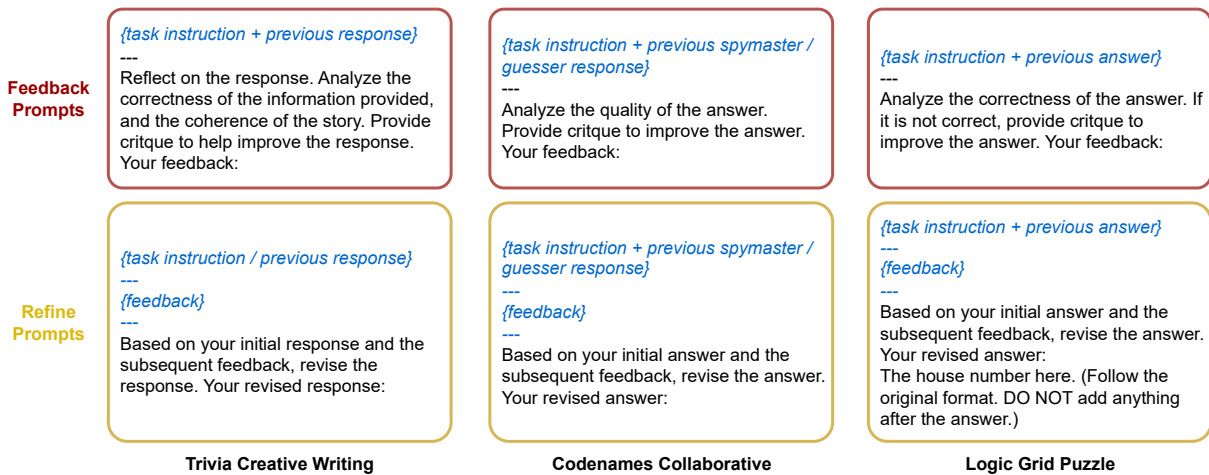 Feedback
Prompts
{task instruction + previous response}
---
Reflect on the response. Analyze the
correctness of the information provided,
and the coherence of the story. Provide
critque to help improve the response.
Your feedback:
{task instruction + previous spymaster /
guesser response}
---
Analyze the quality of the answer.
Provide critque to improve the answer.
Your feedback:
{task instruction + previous answer}
---
Analyze the correctness of the answer. If
it is not correct, provide critque to
improve the answer. Your feedback:
Refine
Prompts
{task instruction / previous response}
---
{feedback}
---
Based on your initial response and the
subsequent feedback, revise the
response. Your revised response:
{task instruction + previous spymaster /
guesser response}
---
{feedback}
---
Based on your initial answer and the
subsequent feedback, revise the answer.
Your revised answer:
{task instruction + previous answer}
---
{feedback}
---
Based on your initial answer and the
subsequent feedback, revise the answer.
Your revised answer:
The house number here. (Follow the
original format. DO NOT add anything
after the answer.)
Trivia Creative Writing
Codenames Collaborative
Logic Grid Puzzle